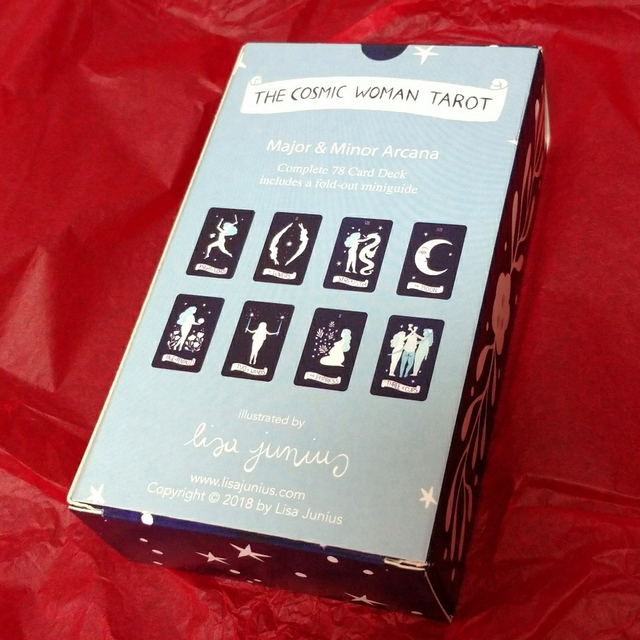 THE COSMIC WOMAN TAROT
Major & Minor Arcana
Complete 78 Card Deck
includes a fold-out miniguide
illustrated by
lisa junius
www.lisajunius.com
Copyright © 2018 by Lisa Junius